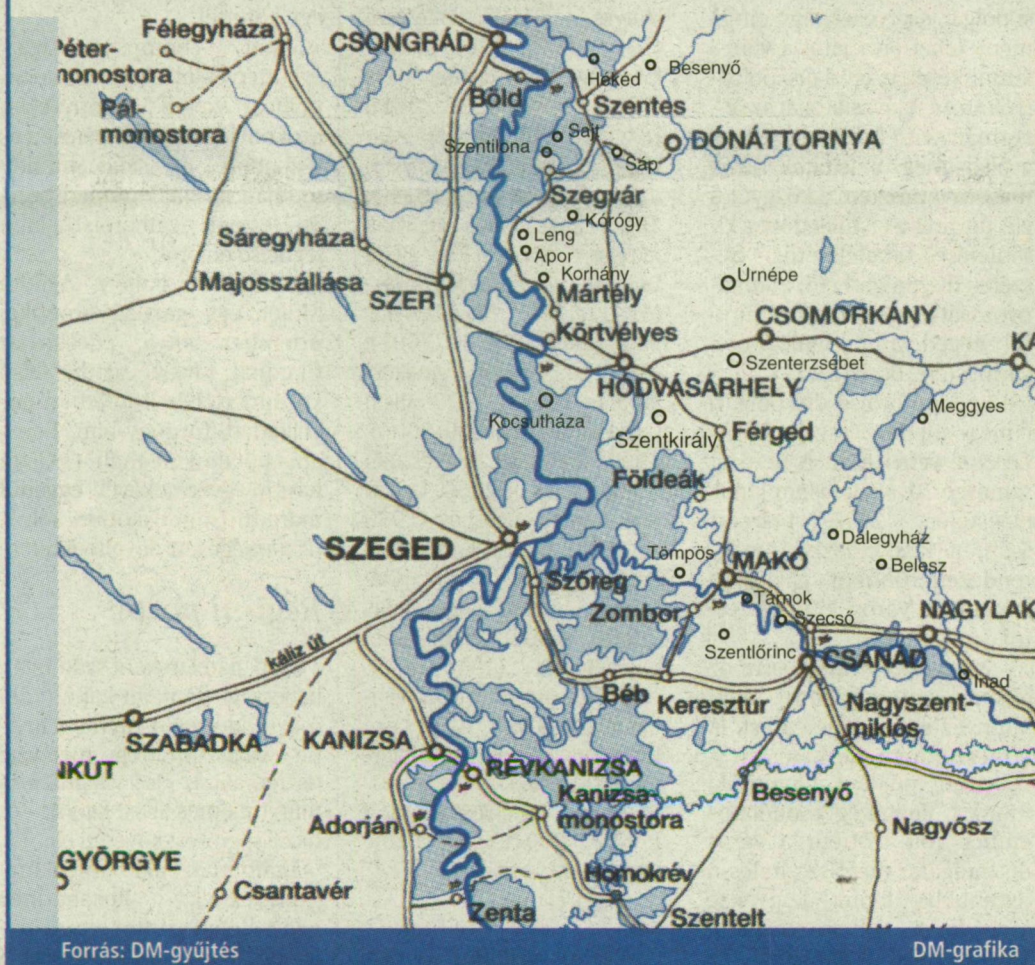 Félegyháza
CSONGRÁD
Péter-
monostora
Hékéd
Besenyő
Pál-
monostora
Böld
Szentes
Sajt
Szentilona
Sáp
DÓNÁTTORNYA
Szegvár
Kórógy
Sáregyháza
Leng
Apor
Korhány
Úrnépe
Majosszállása
SZER
Mártély
Körtvélyes
CSOMORKÁNY
HÓDVÁSÁRHELY
Szenterzsébet
Kocsutháza
Szentkirály
Férged
Meggyes
Földeák
SZEGED
Tömpös
Dálegyház
Belesz
MAKÓ
Szőreg
Zombor
Tárnok
Szecső
NAGYLAK
Szentlőrinc
CSANÁD
káliz út
Béb
Keresztúr
Inad
Nagyszent-
miklós
SZABADKA
KANIZSA
RÉVKANIZSA
NKÚT
Kanizsa
monostora
Besenyő
Adorján
Nagyősz
GYÖRGYE
Csantavér
Homokrév
Zenta
Szentelt
Forrás: DM-gyűjtés
DM-grafika